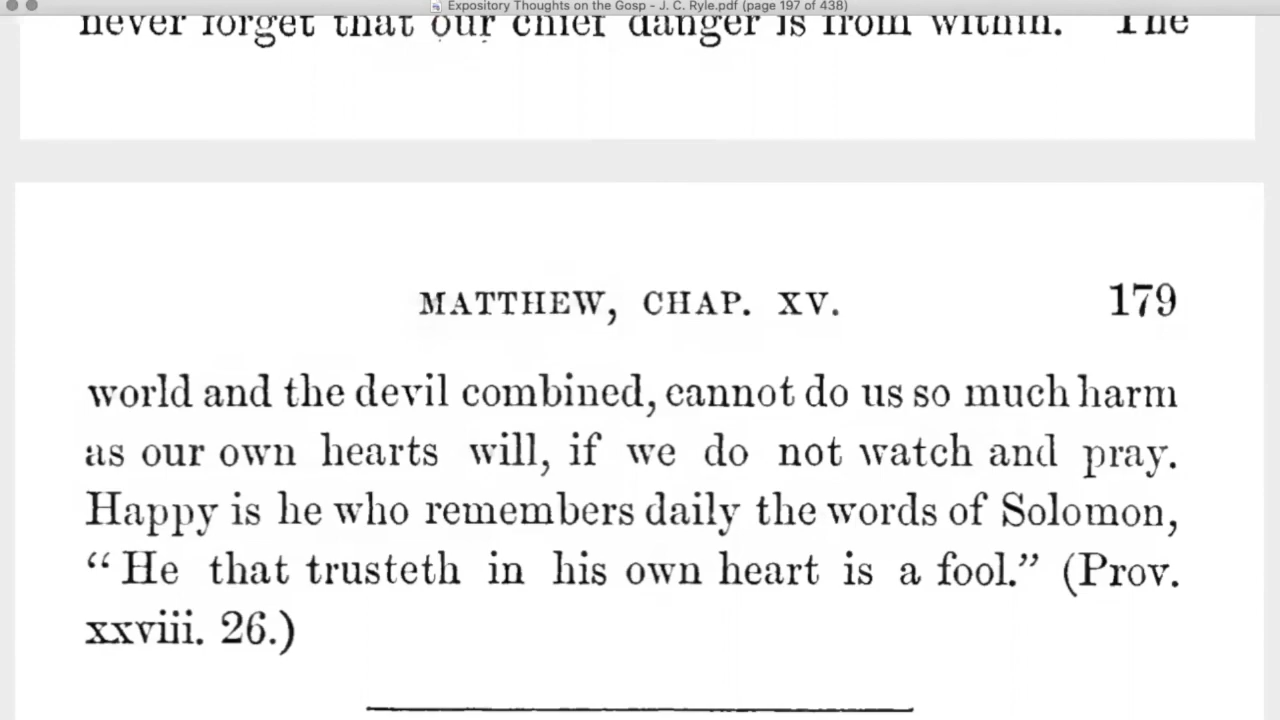 Expository Thoughts on the Gosp - J. C. Ryle.pdf (page 197 of 438)
never forget that our chief danger is from within. The
MATTHEW, CHAP. XV. 179
world and the devil combined, cannot do us so much harm
as our own hearts will, if we do not watch and pray.
Happy is he who remembers daily the words of Solomon,
“He that trusteth in his own heart is a fool.” (Prov.
xxviii. 26.)